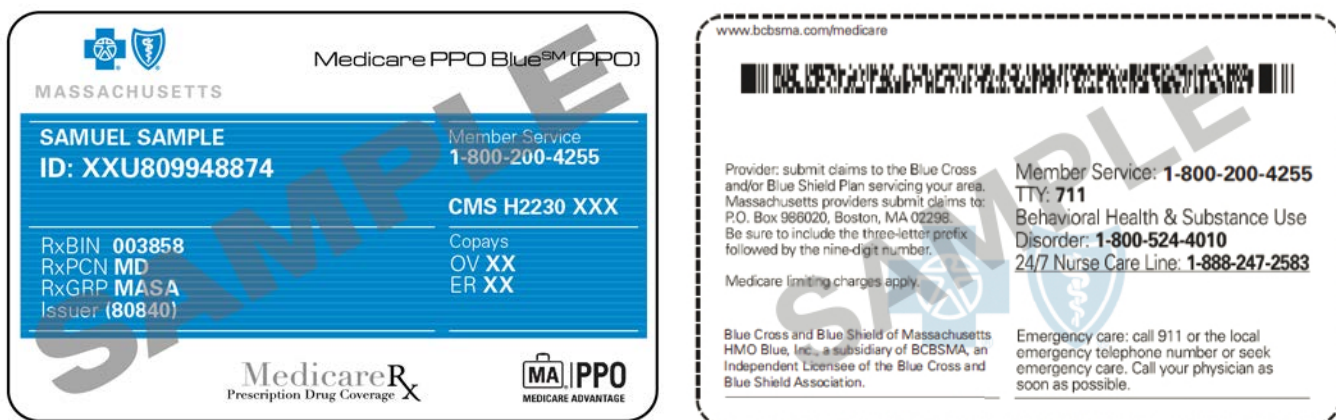 MASSACHUSETTS
Medicare PPO Blue℠ (PPO)
SAMUEL SAMPLE
ID: XXU809948874
Member Service
1-800-200-4255
CMS H2230 XXX
RxBIN 003858
RxPCN MD
RxGRP MASA
Issuer (80840)
Copays
OV XX
ER XX
MedicareRx
Prescription Drug Coverage
MA PPO
MEDICARE ADVANTAGE
SAMPLE
www.bcbsma.com/medicare
Provider: submit claims to the Blue Cross
and/or Blue Shield Plan servicing your area.
Massachusetts providers submit claims to:
P.O. Box 986020, Boston, MA 02298.
Be sure to include the three-letter prefix
followed by the nine-digit number.
Medicare limiting charges apply.
Blue Cross and Blue Shield of Massachusetts
HMO Blue, Inc., a subsidiary of BCBSMA, an
Independent Licensee of the Blue Cross and
Blue Shield Association.
Member Service: 1-800-200-4255
TTY: 711
Behavioral Health & Substance Use
Disorder: 1-800-524-4010
24/7 Nurse Care Line: 1-888-247-2583
Emergency care: call 911 or the local
emergency telephone number or seek
emergency care. Call your physician as
soon as possible.
SAMPLE